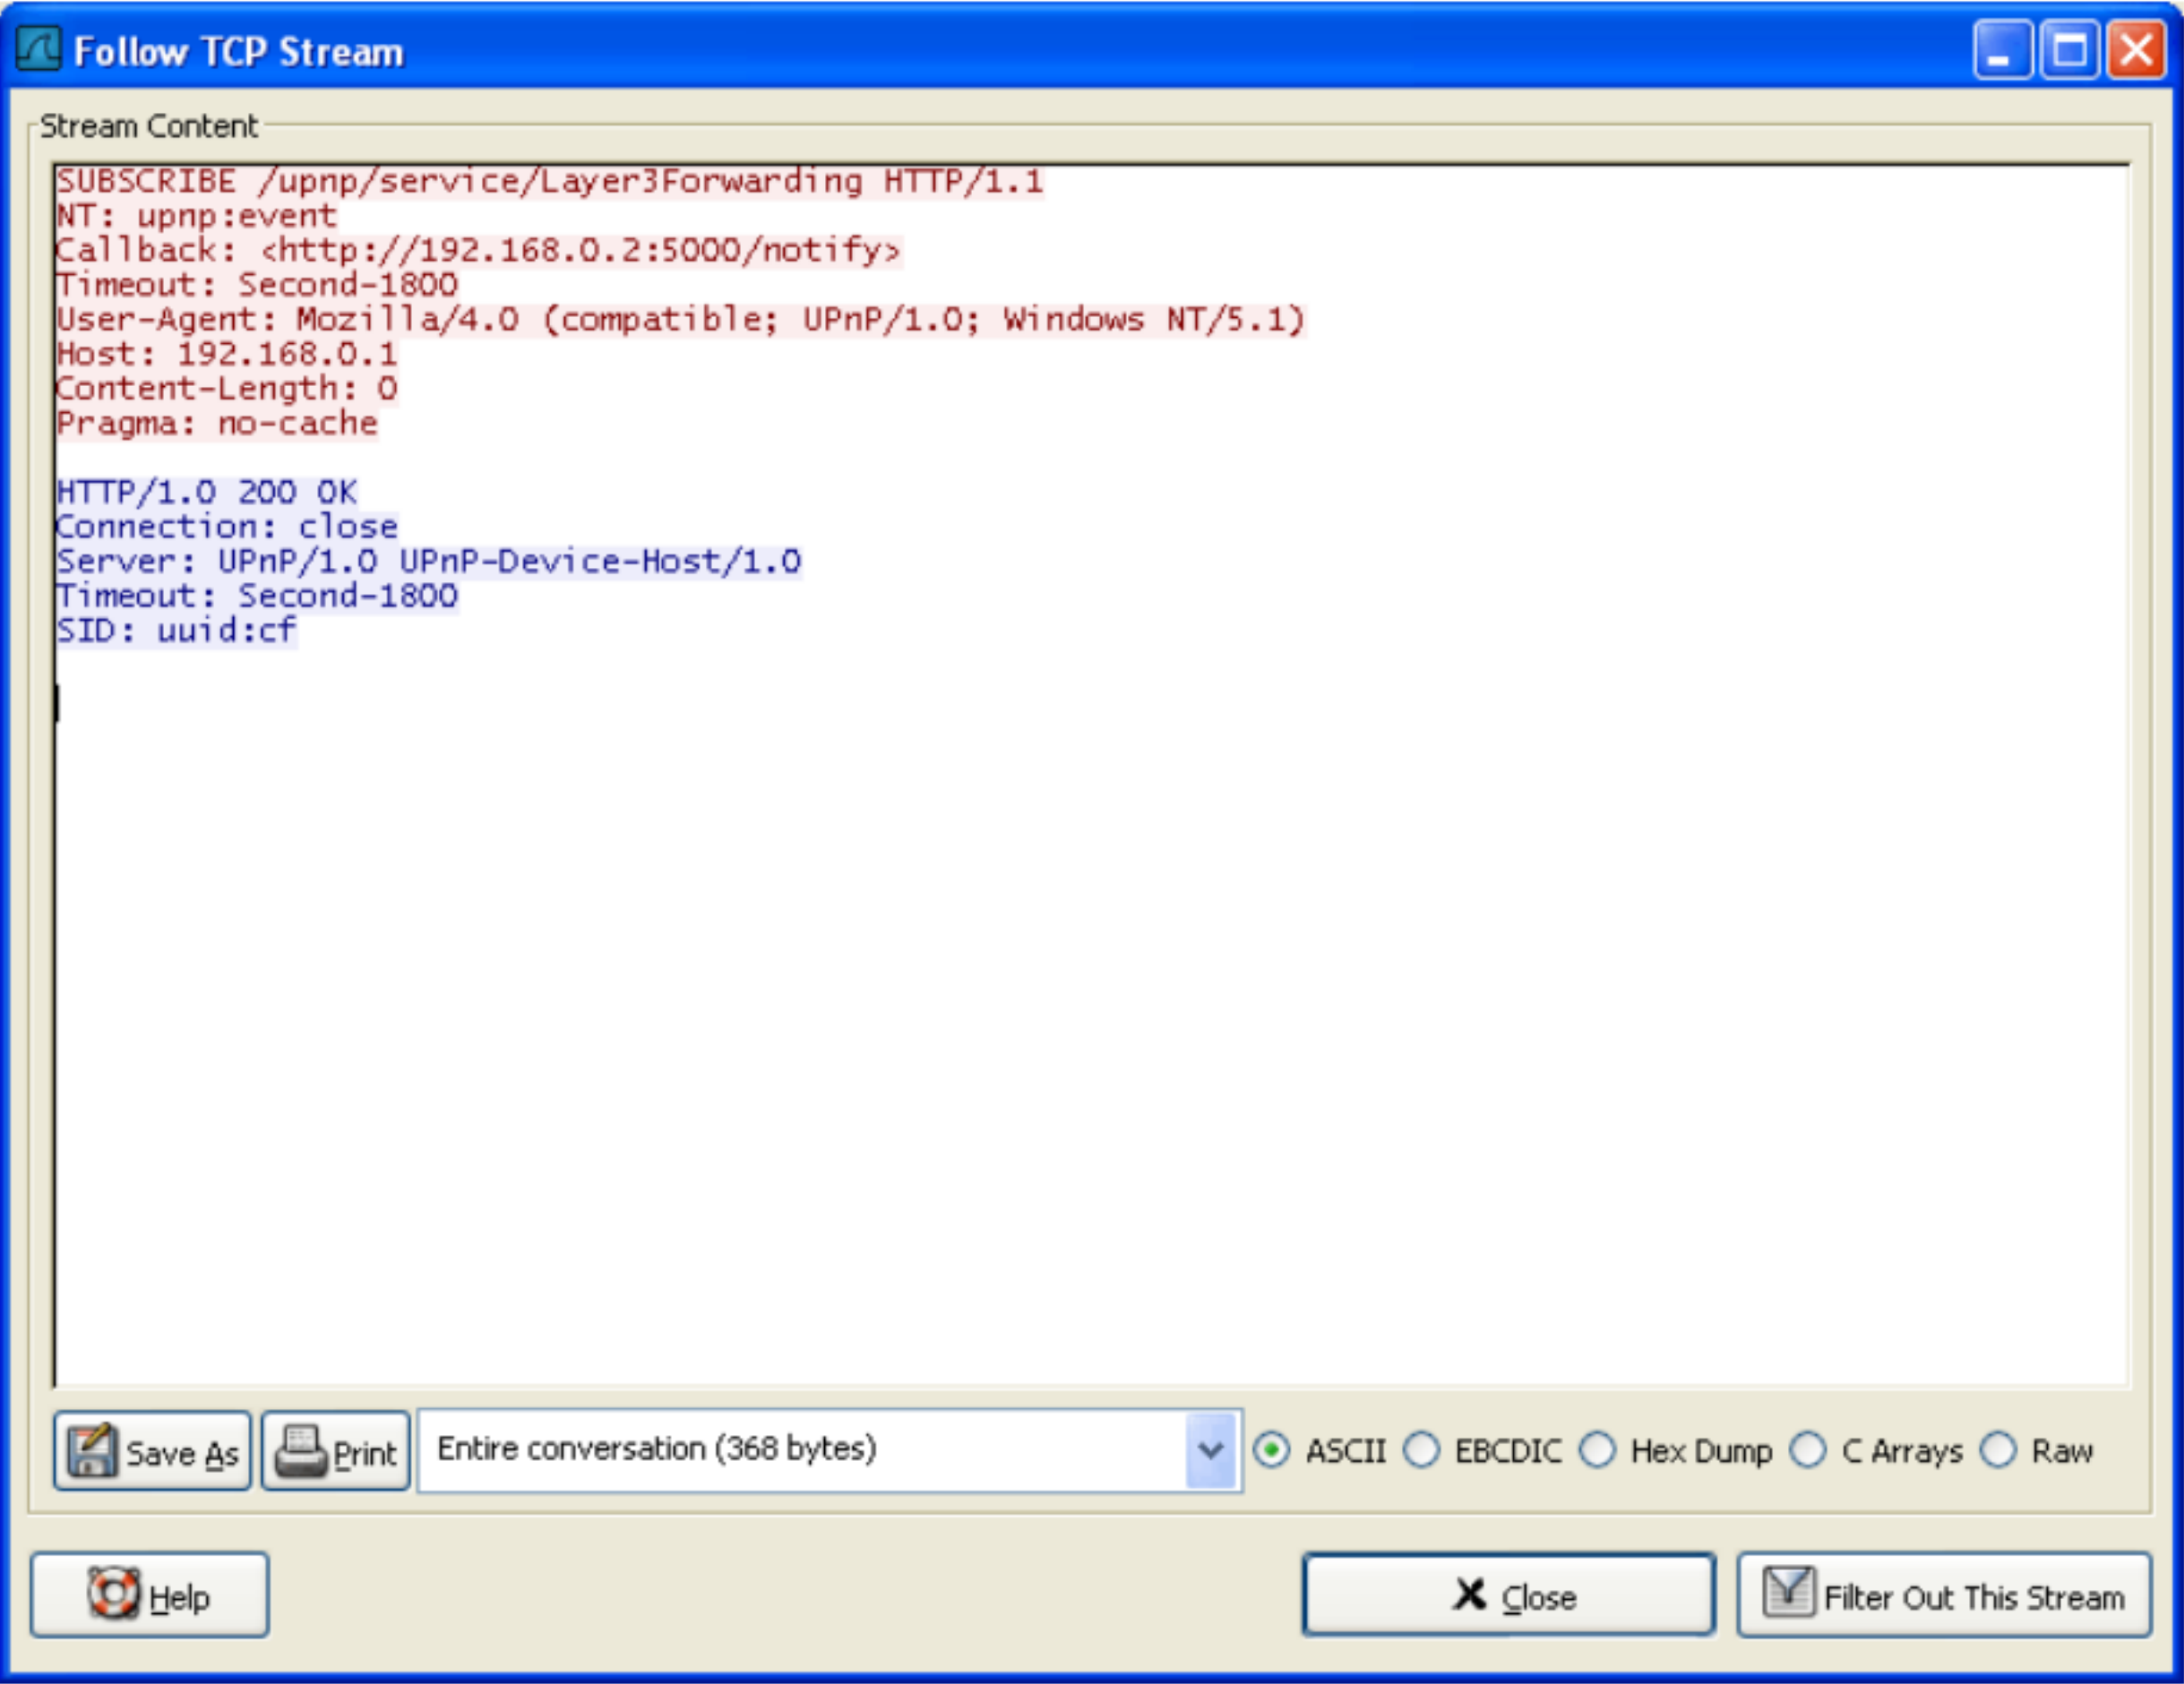 Follow TCP Stream
Stream Content
SUBSCRIBE /upnp/service/Layer3Forwarding HTTP/1.1
NT: upnp:event
Callback: <http://192.168.0.2:5000/notify>
Timeout: Second-1800
User-Agent: Mozilla/4.0 (compatible; UPnP/1.0; Windows NT/5.1)
Host: 192.168.0.1
Content-Length: 0
Pragma: no-cache
HTTP/1.0 200 OK
Connection: close
Server: UPnP/1.0 UPnP-Device-Host/1.0
Timeout: Second-1800
SID: uuid:cf
Save As Print Entire conversation (368 bytes) ASCII EBCDIC Hex Dump C Arrays Raw
Help Close Filter Out This Stream